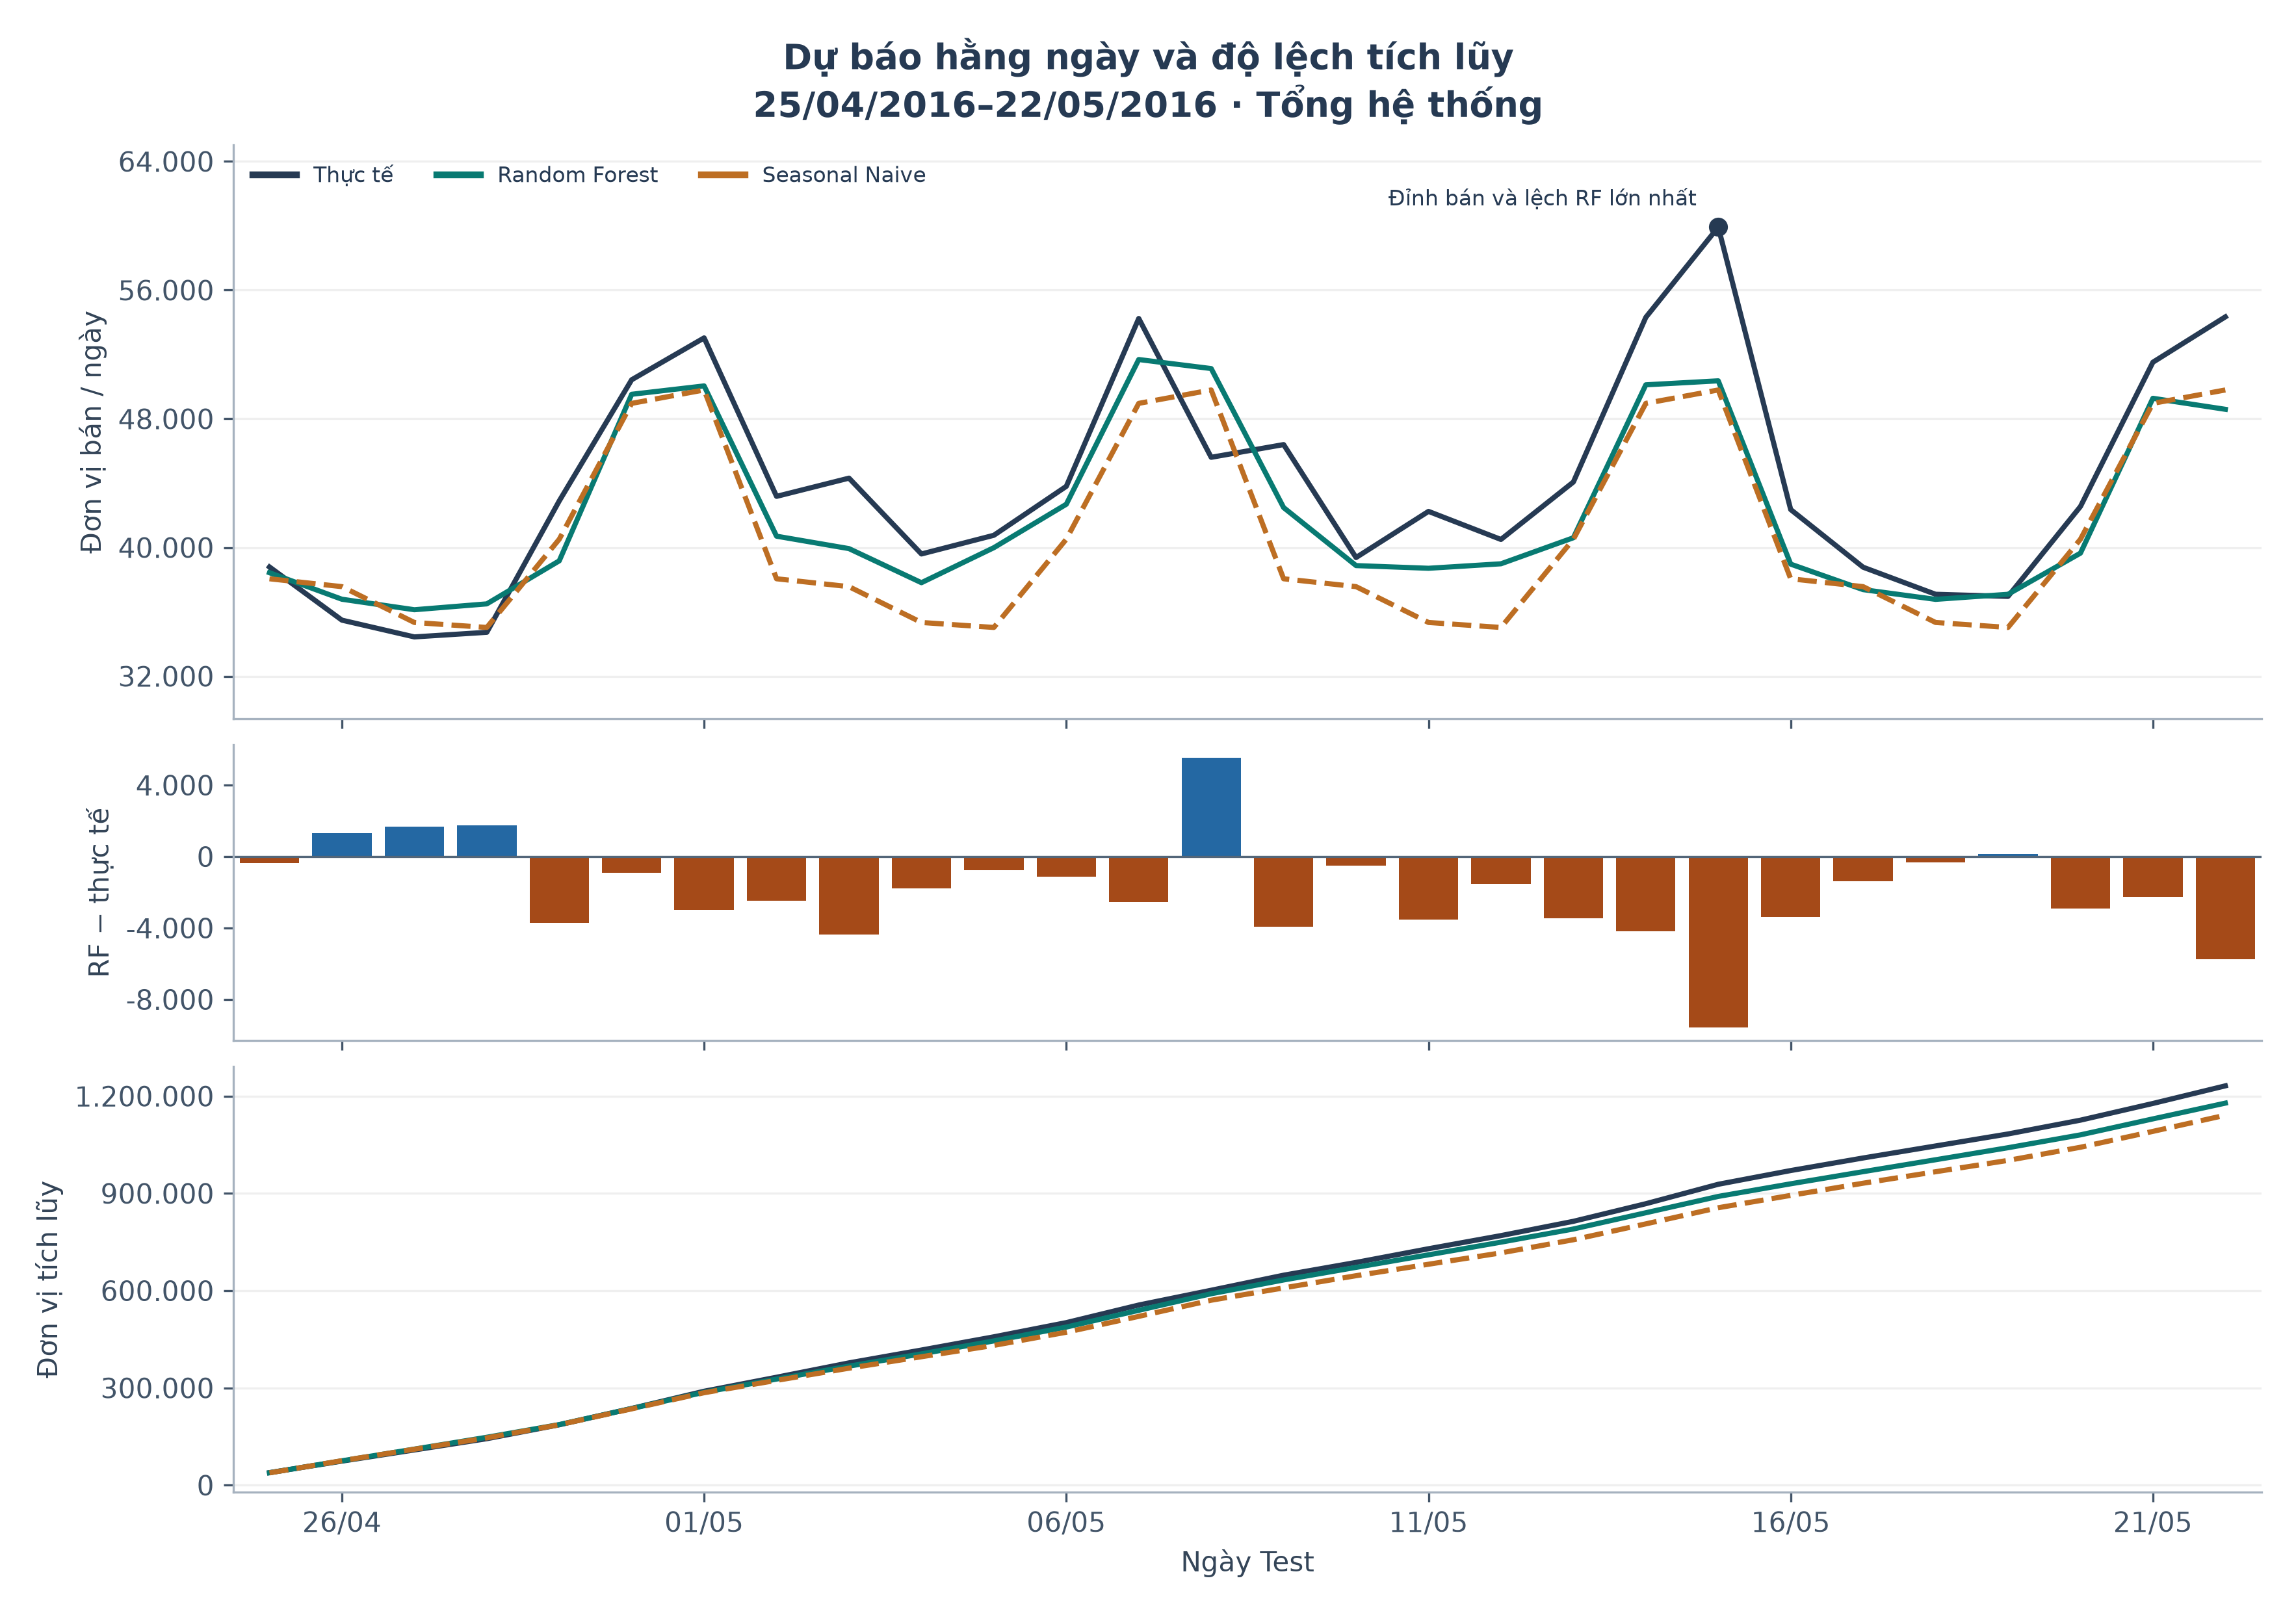 Dự báo hằng ngày và độ lệch tích lũy
25/04/2016–22/05/2016 · Tổng hệ thống
Thực tế
Random Forest
Seasonal Naive
Đỉnh bán và lệch RF lớn nhất
Đơn vị bán / ngày
64.000
56.000
48.000
40.000
32.000
RF − thực tế
4.000
0
-4.000
-8.000
Đơn vị tích lũy
1.200.000
900.000
600.000
300.000
0
26/04
01/05
06/05
11/05
16/05
21/05
Ngày Test